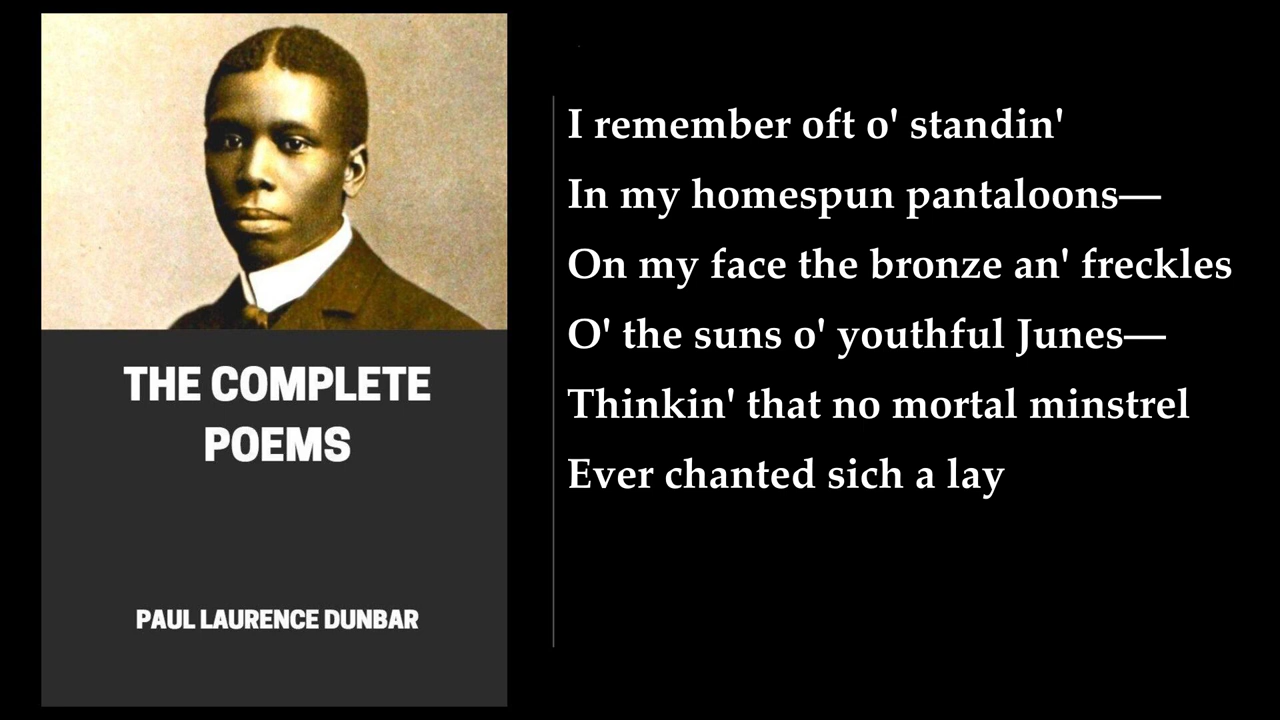 THE COMPLETE
POEMS
PAUL LAURENCE DUNBAR
I remember oft o' standin'
In my homespun pantaloons—
On my face the bronze an' freckles
O' the suns o' youthful Junes—
Thinkin' that no mortal minstrel
Ever chanted sich a lay